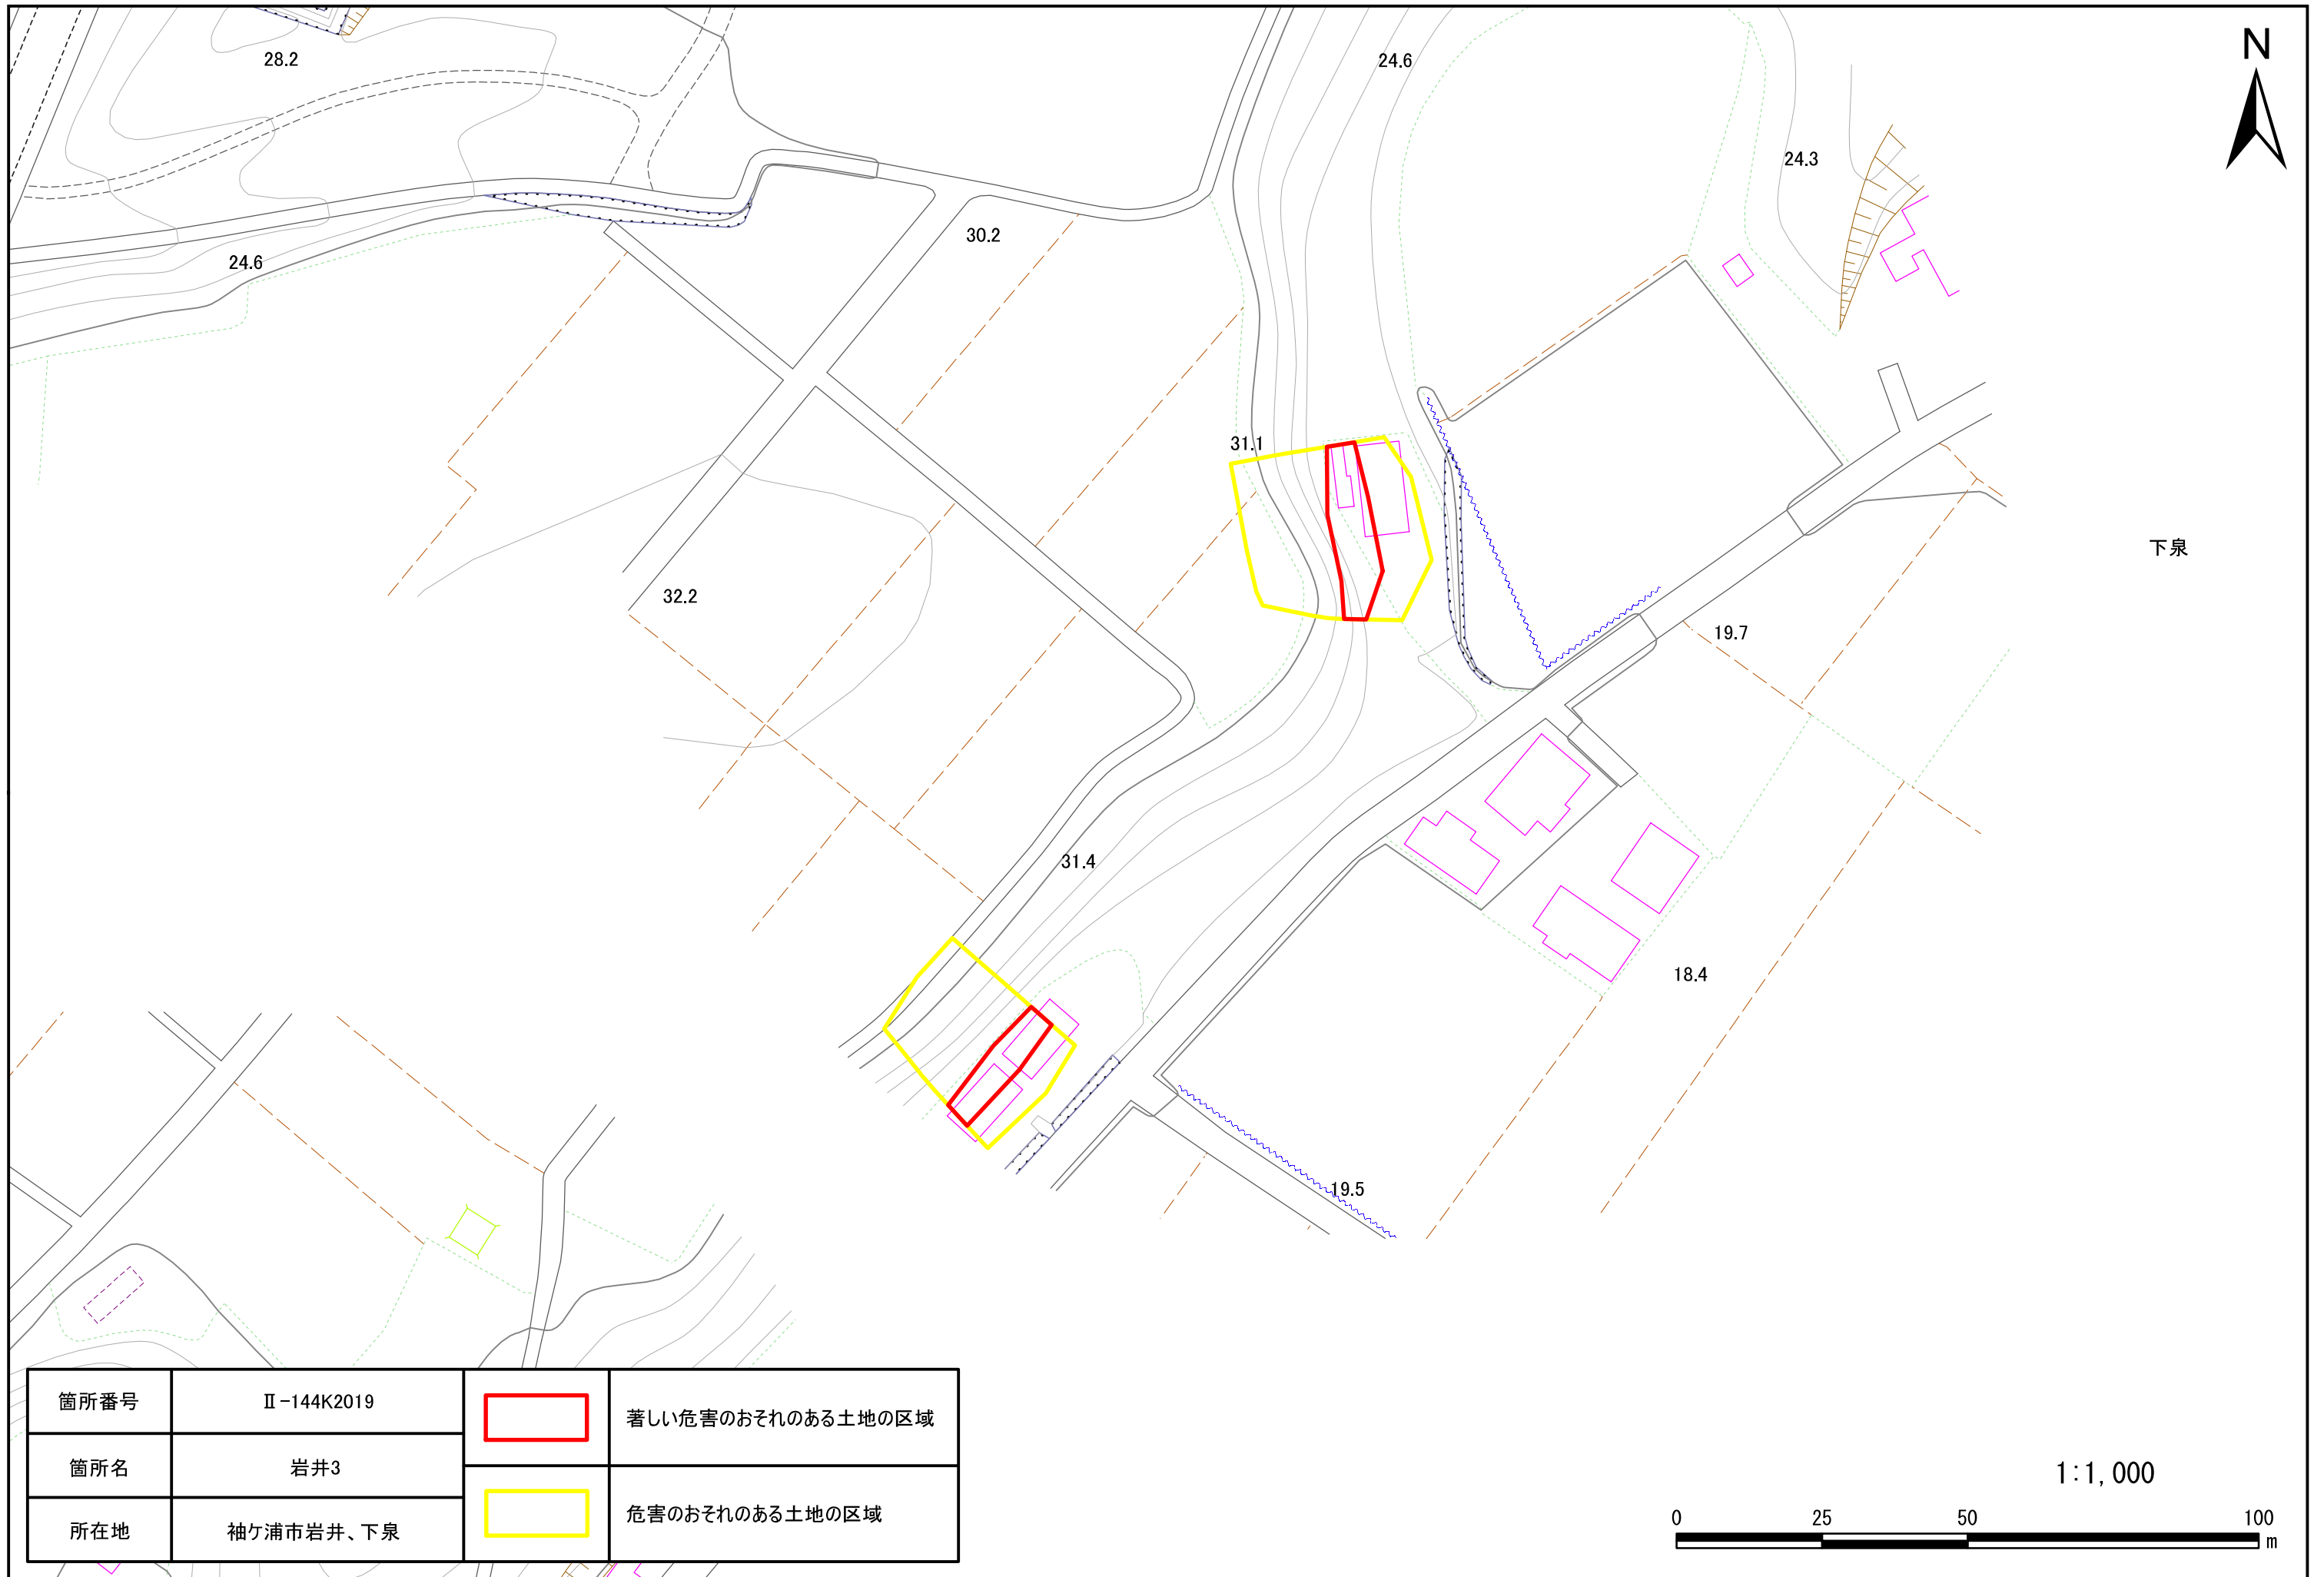 N
28.2
24.6
24.3
30.2
24.6
31.1
下泉
32.2
19.7
31.4
18.4
19.5
箇所番号 Ⅱ-144K2019
箇所名 岩井3
所在地 袖ケ浦市岩井、下泉
著しい危害のおそれのある土地の区域
危害のおそれのある土地の区域
1:1,000
0 25 50 100
m